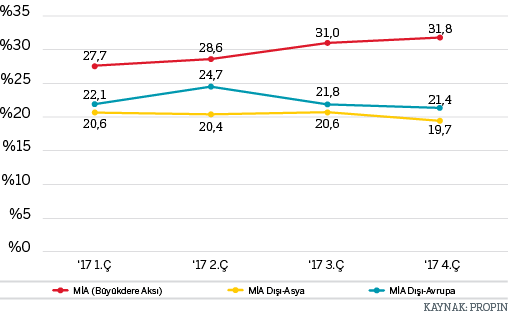 %35
%30
%25
%20
%15
%10
%5
%0
27,7
28,6
31,0
31,8
22,1
24,7
21,8
21,4
20,6
20,4
20,6
19,7
'17 1.Ç
'17 2.Ç
'17 3.Ç
'17 4.Ç
MİA (Büyükdere Aksı)
MİA Dışı-Asya
MİA Dışı-Avrupa
KAYNAK: PROPIN